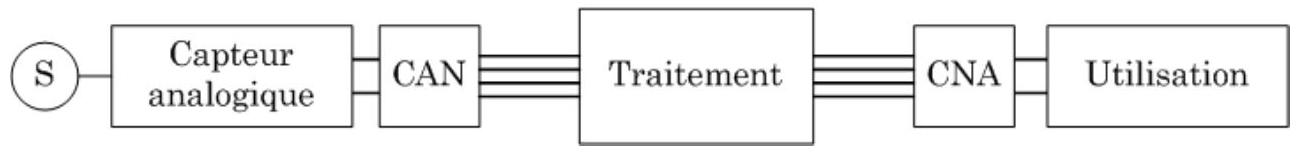 S
Capteur
analogique
CAN
Traitement
CNA
Utilisation